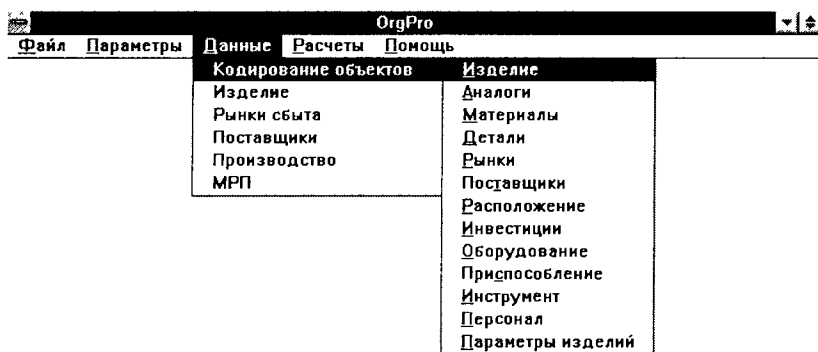 OrgPro
Файл Параметры Данные Расчеты Помощь
Кодирование объектов
Изделие
Рынки сбыта
Поставщики
Производство
МРП
Изделие
Аналоги
Материалы
Детали
Рынки
Поставщики
Расположение
Инвестиции
Оборудование
Приспособление
Инструмент
Персонал
Параметры изделий